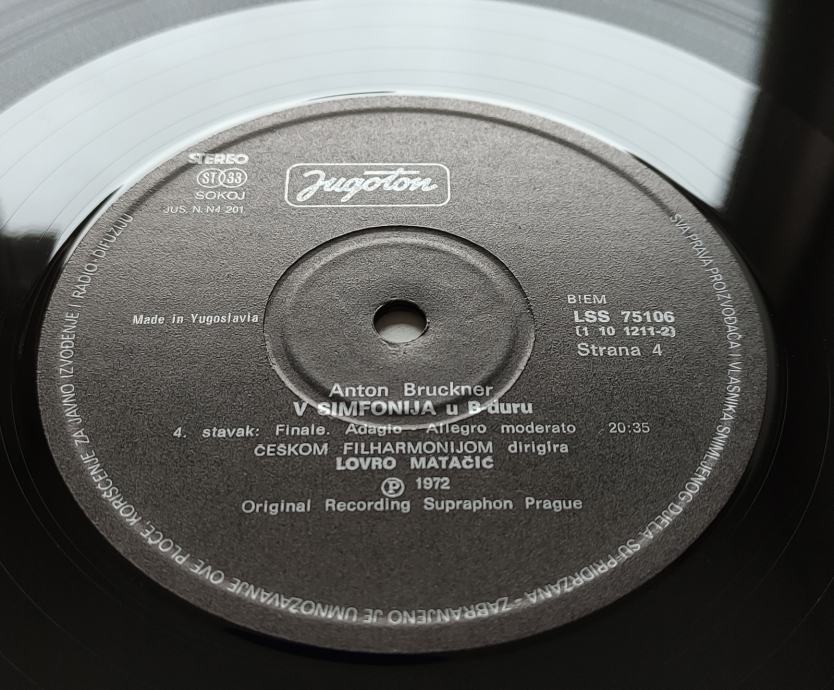 STEREO
ST 33
SOKOJ
JUS. N. N4 201
Jugoton
Made in Yugoslavia
BIEM
LSS 75106
(1 10 1211-2)
Strana 4
Anton Bruckner
V SIMFONIJA u B-duru
4. stavak: Finale. Adagio - Allegro moderato 20:35
ČEŠKOM FILHARMONIJOM dirigira
LOVRO MATAČIĆ
Ⓟ 1972
Original Recording Supraphon Prague
SVA PRAVA PROIZVOĐAČA I VLASNIKA SNIMLJENOG DJELA SU PRIDRŽANA - ZABRANJENO JE UMNOŽAVANJE OVE PLOČE, KORIŠĆENJE ZA JAVNO IZVOĐENJE I RADIO-DIFUZIJU